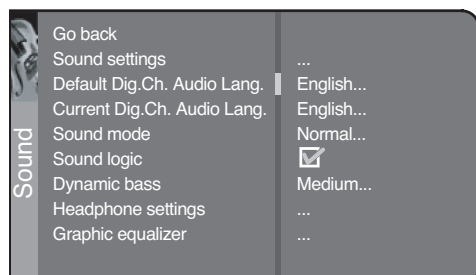 Sound
Go back
Sound settings ...
Default Dig.Ch. Audio Lang. English...
Current Dig.Ch. Audio Lang. English...
Sound mode Normal...
Sound logic
Dynamic bass Medium...
Headphone settings ...
Graphic equalizer ...